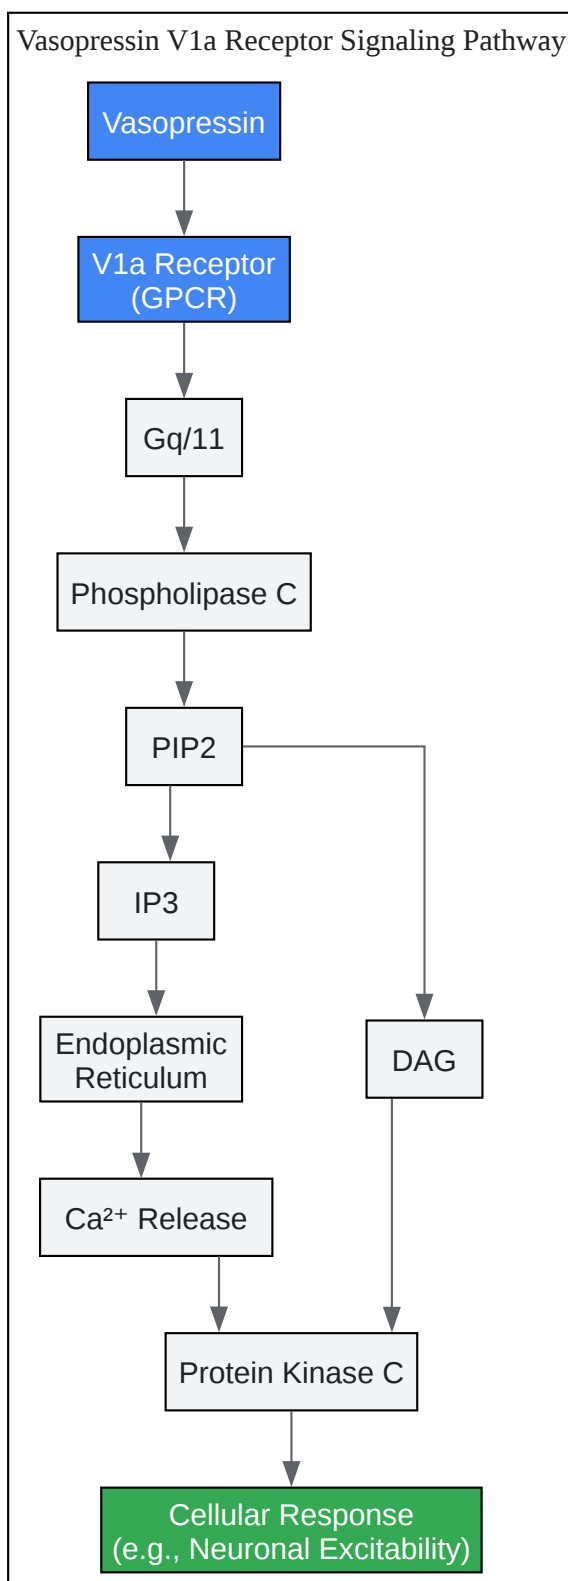 Vasopressin V1a Receptor Signaling Pathway
Vasopressin
V1a Receptor
(GPCR)
Gq/11
Phospholipase C
PIP2
IP3
Endoplasmic
Reticulum
DAG
Ca²⁺ Release
Protein Kinase C
Cellular Response
(e.g., Neuronal Excitability)